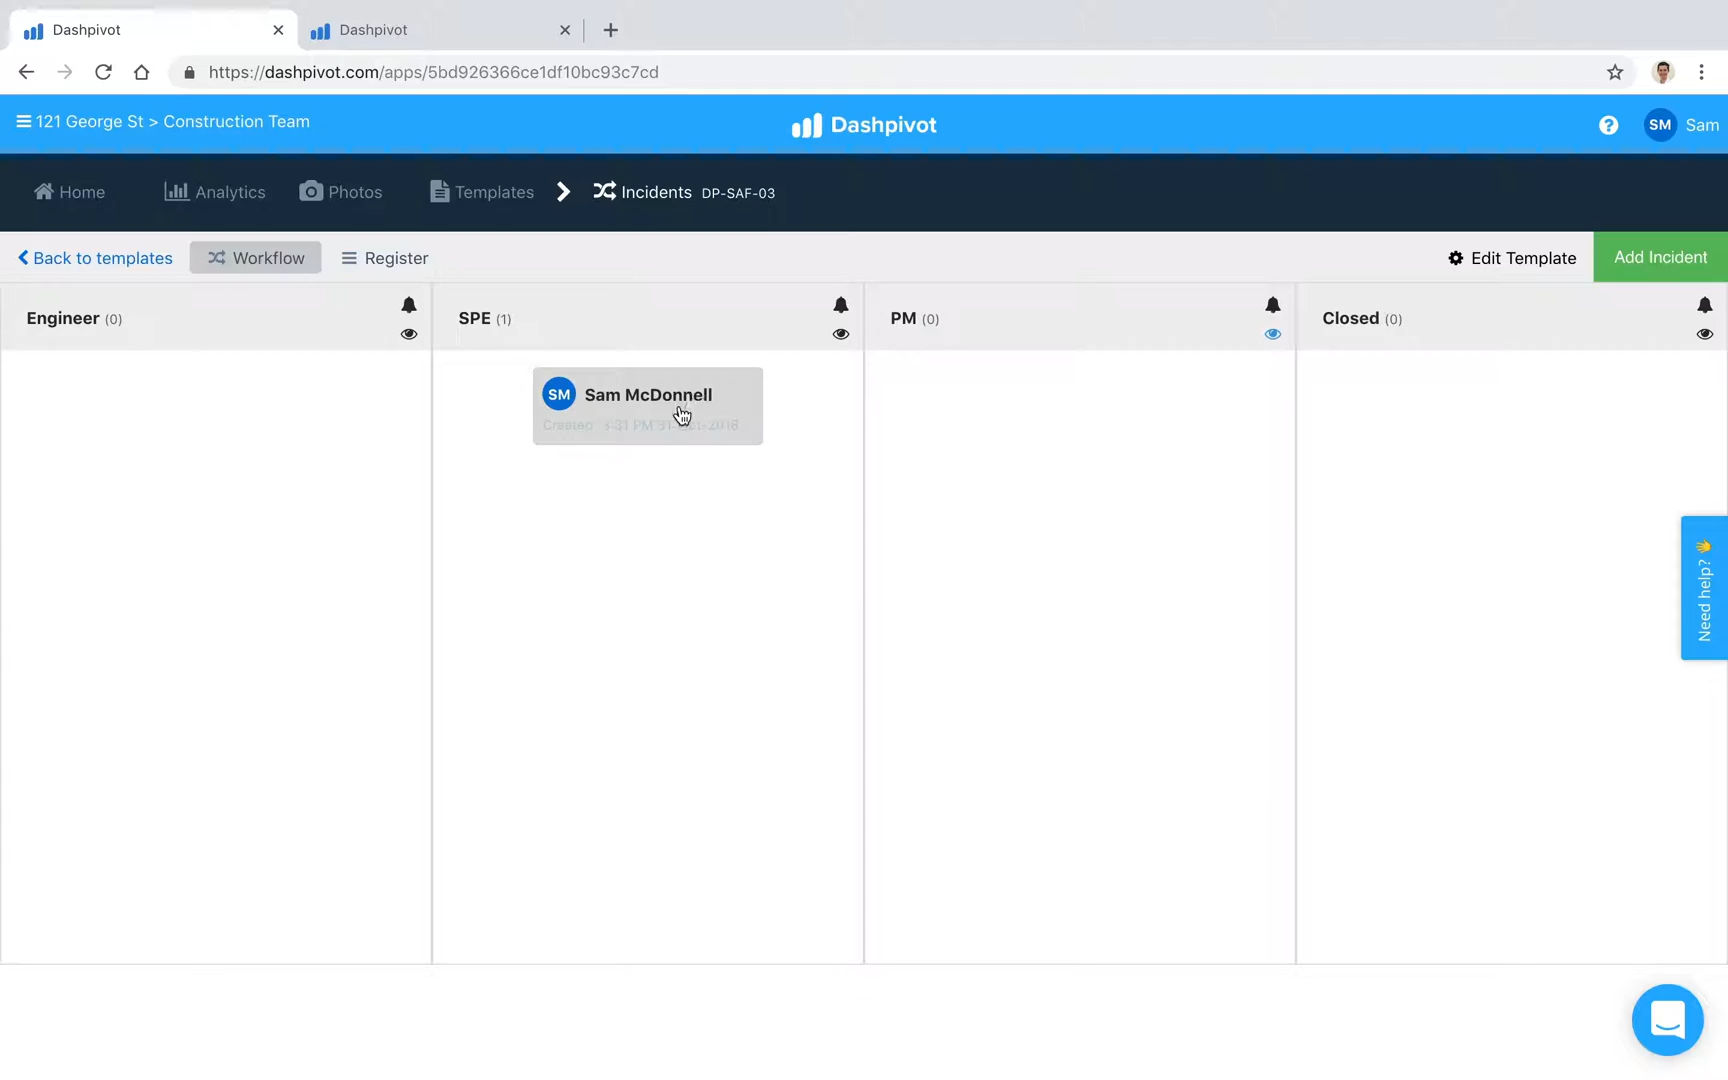 Dashpivot
Dashpivot
https://dashpivot.com/apps/5bd926366ce1df10bc93c7cd
121 George St > Construction Team
Dashpivot
SM Sam
Home Analytics Photos Templates Incidents DP-SAF-03
Back to templates Workflow Register Edit Template Add Incident
Engineer (0) SPE (1) PM (0) Closed (0)
SM Sam McDonnell
Created PM
Need help? 👋